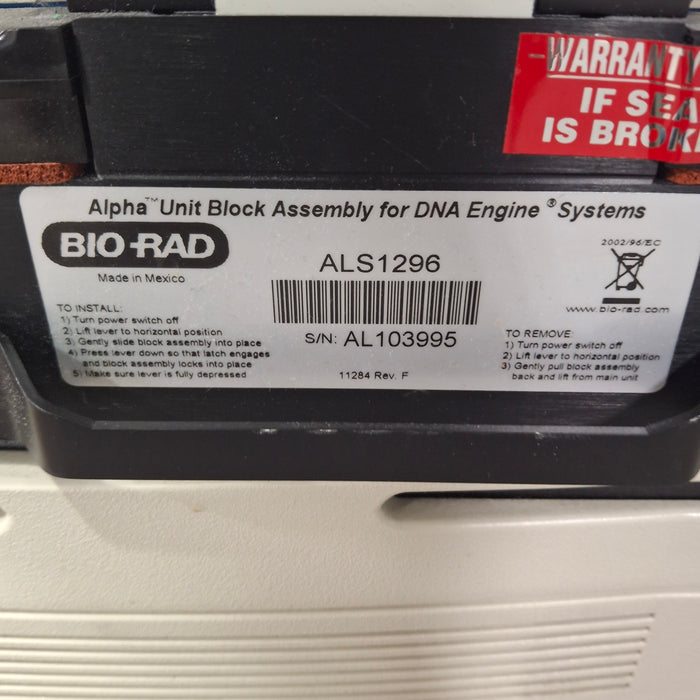 WARRANTY
IF SEA
IS BROK
Alpha™ Unit Block Assembly for DNA Engine ® Systems
BIO-RAD
Made in Mexico
ALS1296
S/N: AL103995
11284 Rev. F
2002/96/EC
www.bio-rad.com
TO INSTALL:
1) Turn power switch off
2) Lift lever to horizontal position
3) Gently slide block assembly into place
4) Press lever down so that latch engages
and block assembly locks into place
5) Make sure lever is fully depressed
TO REMOVE:
1) Turn power switch off
2) Lift lever to horizontal position
3) Gently pull block assembly
back and lift from main unit